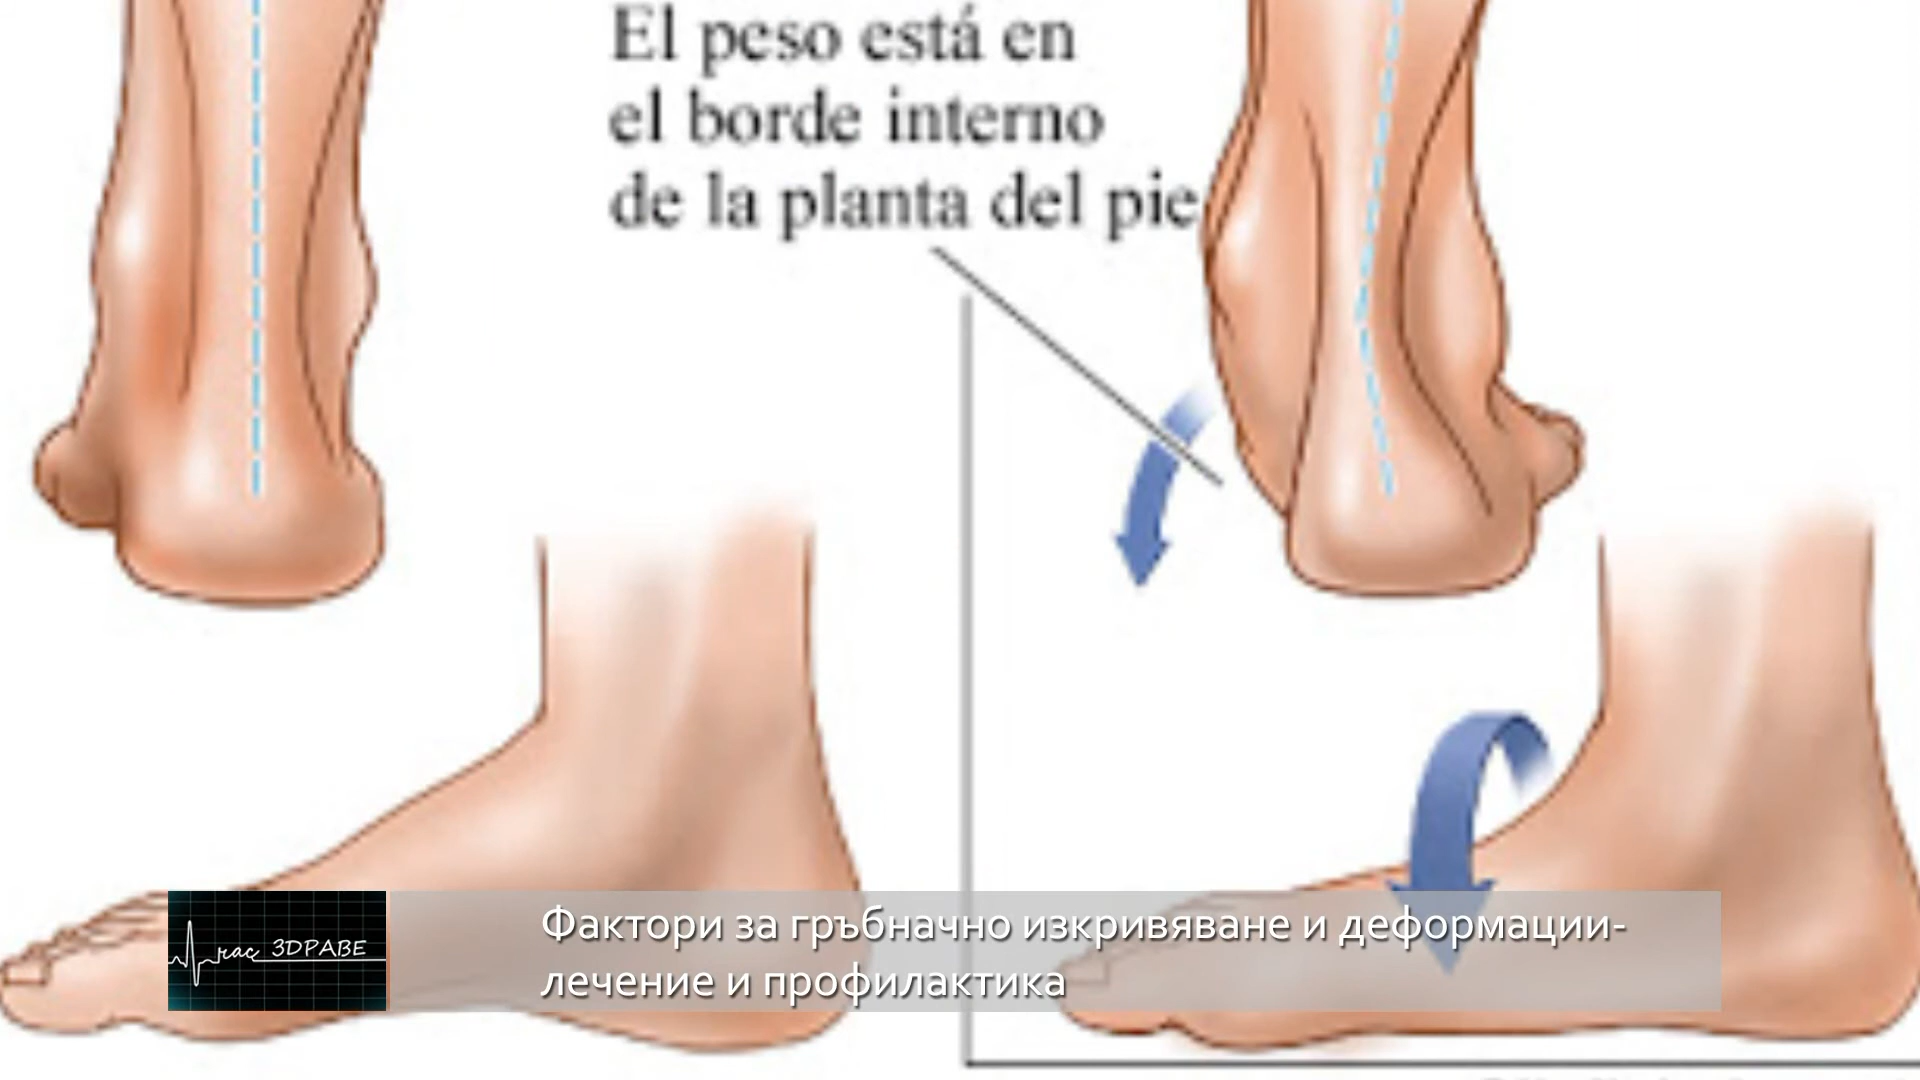 El peso está en
el borde interno
de la planta del pie
час ЗДРАВЕ
Фактори за гръбначно изкривяване и деформации-
лечение и профилактика